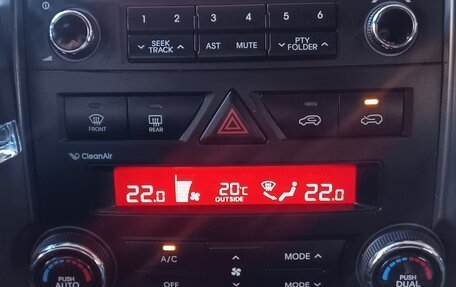 1 2 3 4 5 6
SEEK TRACK AST MUTE PTY FOLDER
FRONT REAR
CleanAir
22.0 20°C OUTSIDE 22.0
A/C MODE
PUSH AUTO PUSH DUAL
OFF MODE